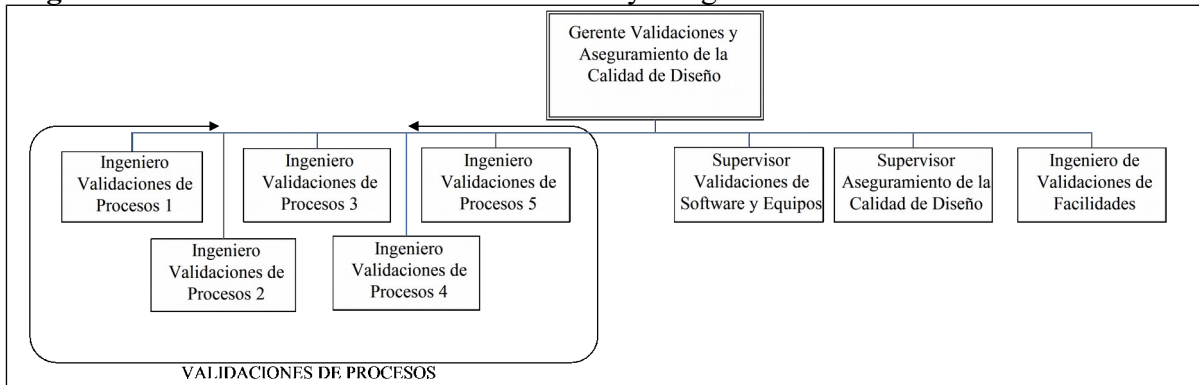 Gerente Validaciones y
Aseguramiento de la
Calidad de Diseño
Ingeniero
Validaciones de
Procesos 1
Ingeniero
Validaciones de
Procesos 3
Ingeniero
Validaciones de
Procesos 5
Supervisor
Validaciones de
Software y Equipos
Supervisor
Aseguramiento de la
Calidad de Diseño
Ingeniero de
Validaciones de
Facilidades
Ingeniero
Validaciones de
Procesos 2
Ingeniero
Validaciones de
Procesos 4
VALIDACIONES DE PROCESOS